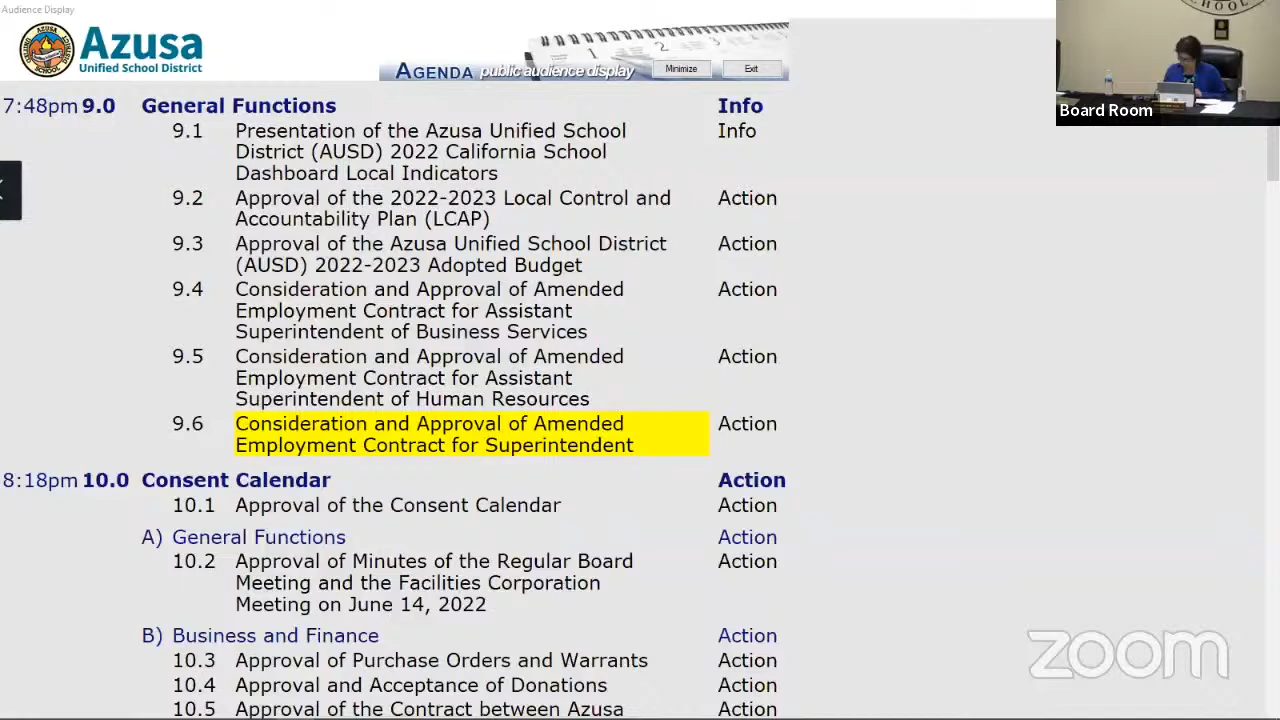 Audience Display
Azusa
Unified School District
1 2
AGENDA public audience display
Minimize Exit
SCHOOL
Board Room
7:48pm 9.0 General Functions Info
9.1 Presentation of the Azusa Unified School Info
District (AUSD) 2022 California School
Dashboard Local Indicators
9.2 Approval of the 2022-2023 Local Control and Action
Accountability Plan (LCAP)
9.3 Approval of the Azusa Unified School District Action
(AUSD) 2022-2023 Adopted Budget
9.4 Consideration and Approval of Amended Action
Employment Contract for Assistant
Superintendent of Business Services
9.5 Consideration and Approval of Amended Action
Employment Contract for Assistant
Superintendent of Human Resources
9.6 Consideration and Approval of Amended Action
Employment Contract for Superintendent
8:18pm 10.0 Consent Calendar Action
10.1 Approval of the Consent Calendar Action
A) General Functions Action
10.2 Approval of Minutes of the Regular Board Action
Meeting and the Facilities Corporation
Meeting on June 14, 2022
B) Business and Finance Action
10.3 Approval of Purchase Orders and Warrants Action
10.4 Approval and Acceptance of Donations Action
10.5 Approval of the Contract between Azusa Action
zoom